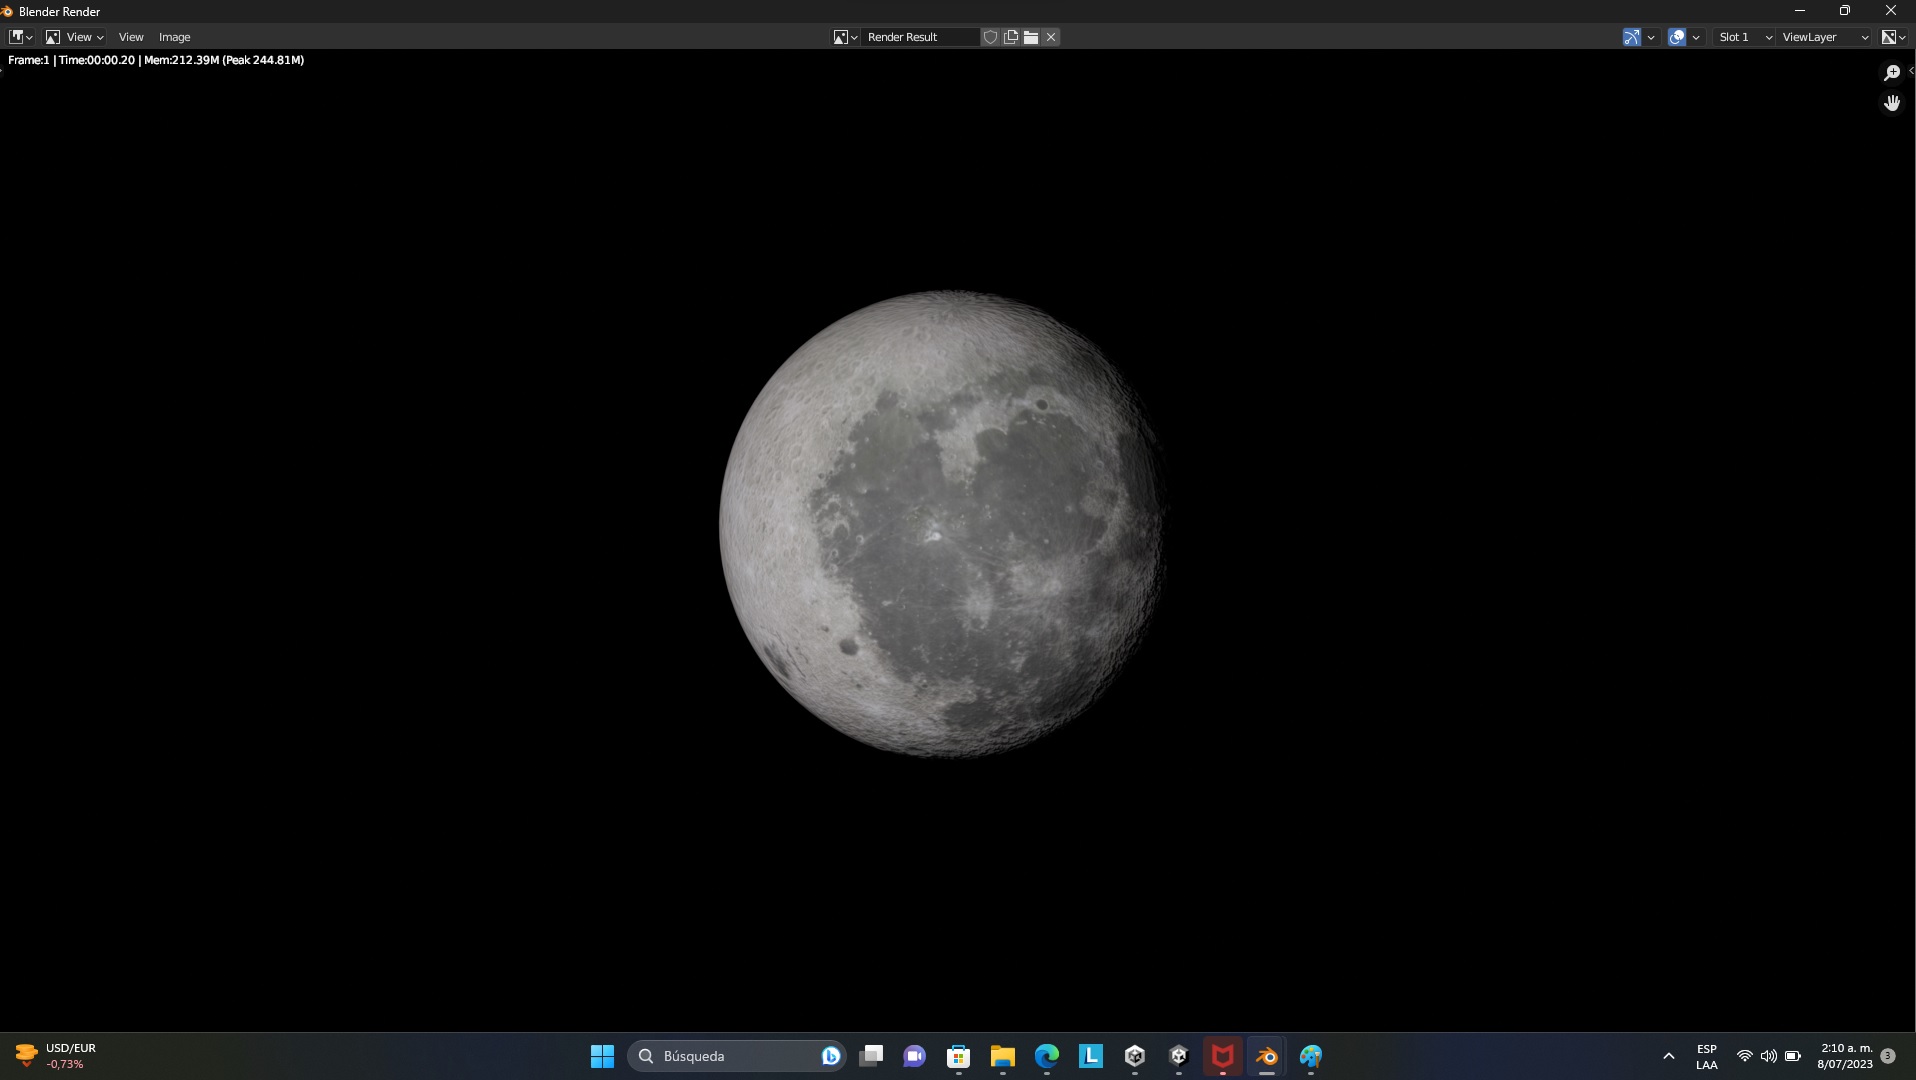 Blender Render
View View Image Render Result Slot 1 ViewLayer
Frame:1 | Time:00:00.20 | Mem:212.39M (Peak 244.81M)
USD/EUR
-0,73%
Búsqueda
L
ESP
LAA
2:10 a. m.
8/07/2023
3